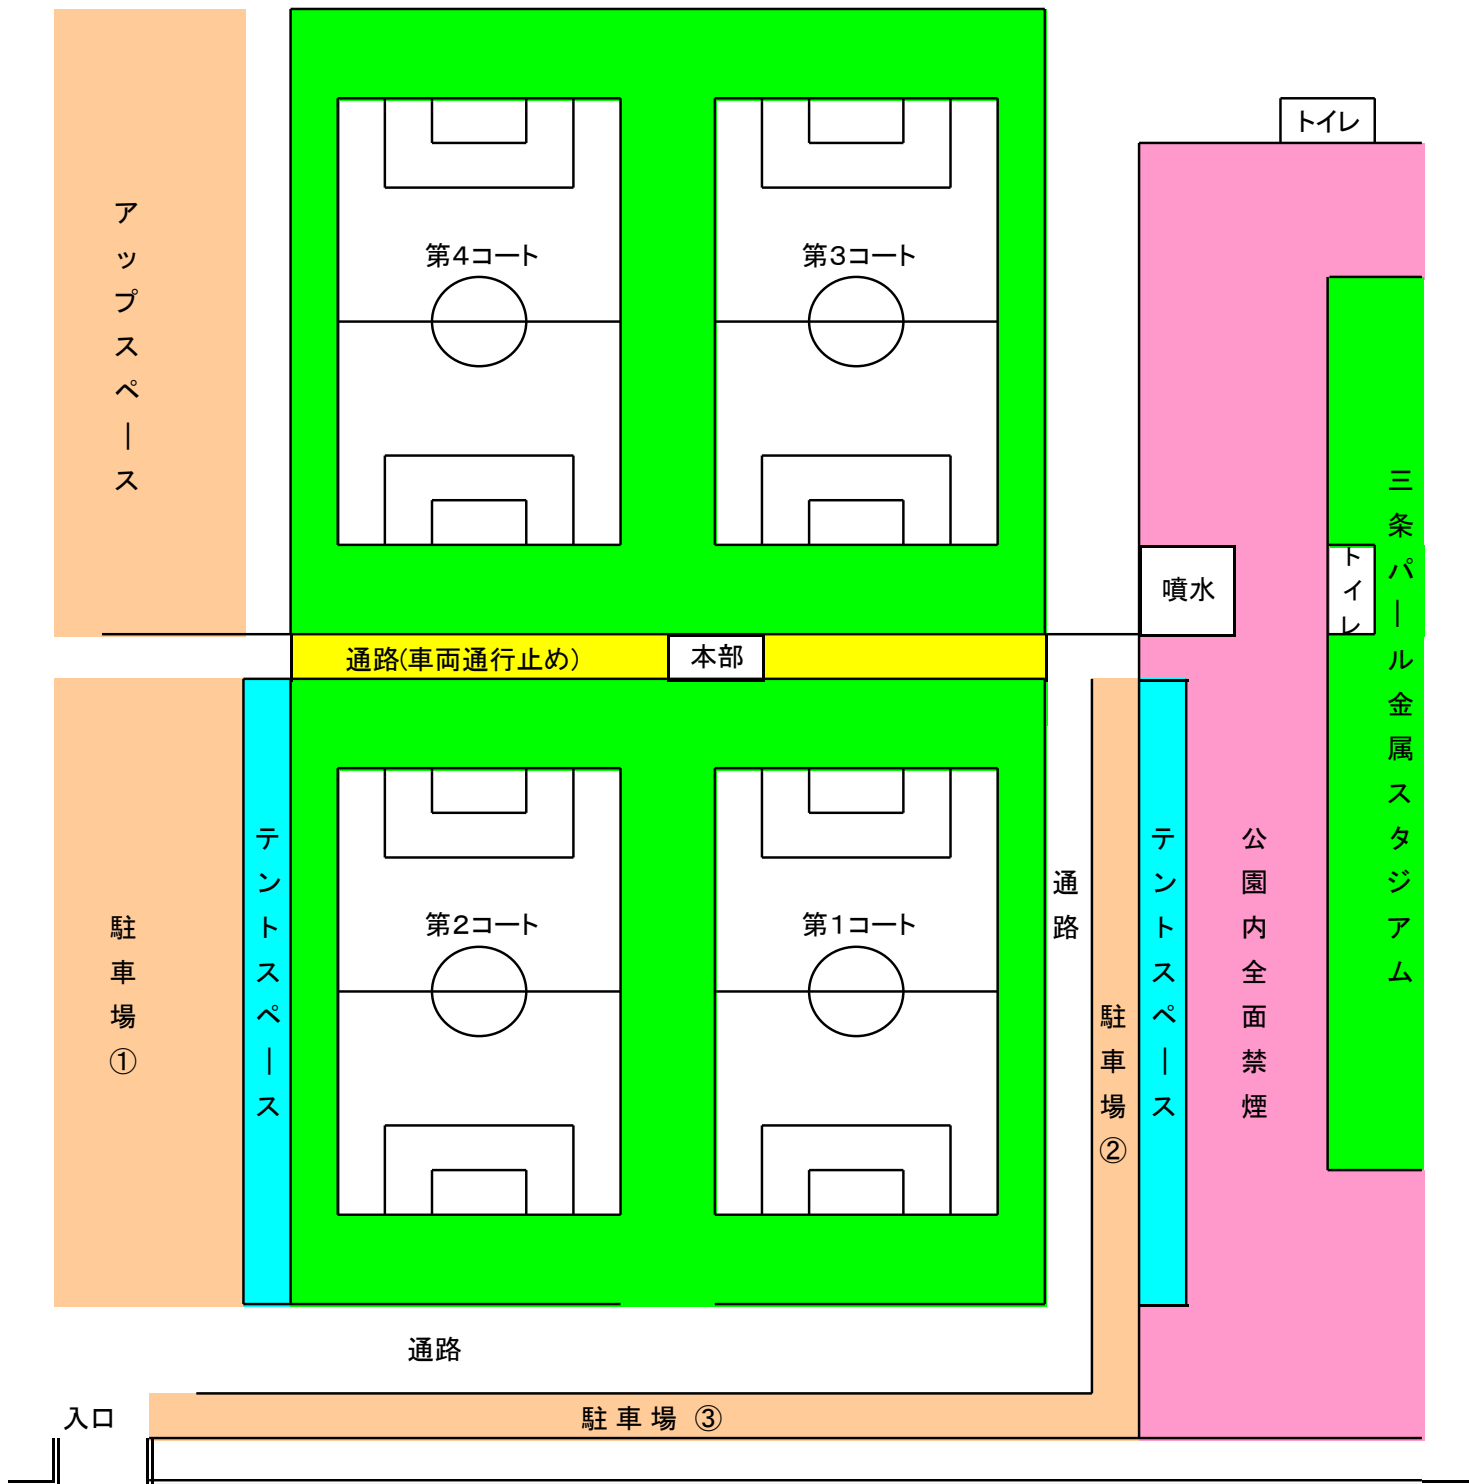 トイレ
アップスペース
第4コート
第3コート
三条パール金属スタジアム
噴水
トイレ
通路(車両通行止め)
本部
テントスペース
テントスペース
公園内全面禁煙
通路
駐車場①
第2コート
第1コート
駐車場②
通路
入口
駐車場 ③